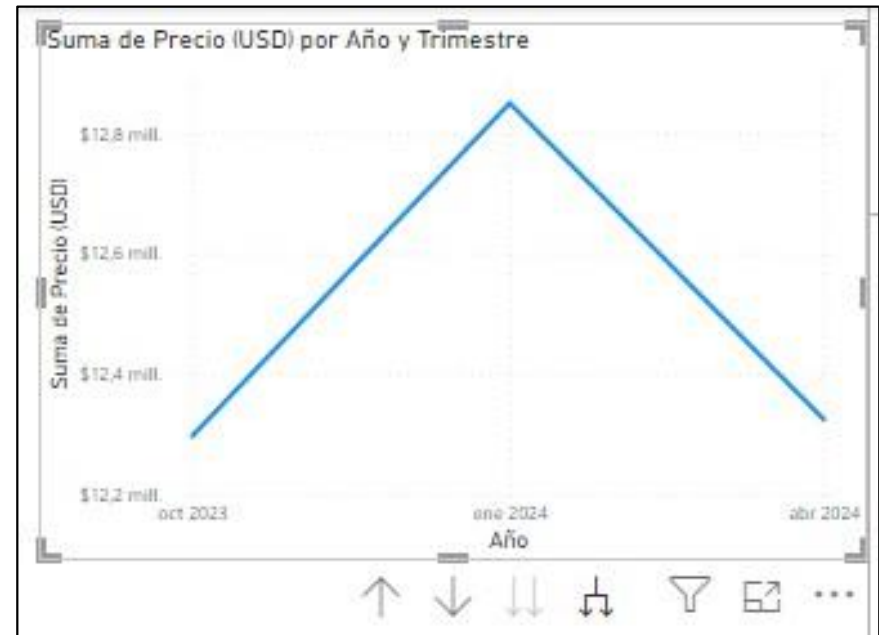 Suma de Precio (USD) por Año y Trimestre
$12,8 mill.
$12,6 mill.
$12,4 mill.
$12,2 mill.
Suma de Precio (USD)
oct 2023
ene 2024
abr 2024
Año